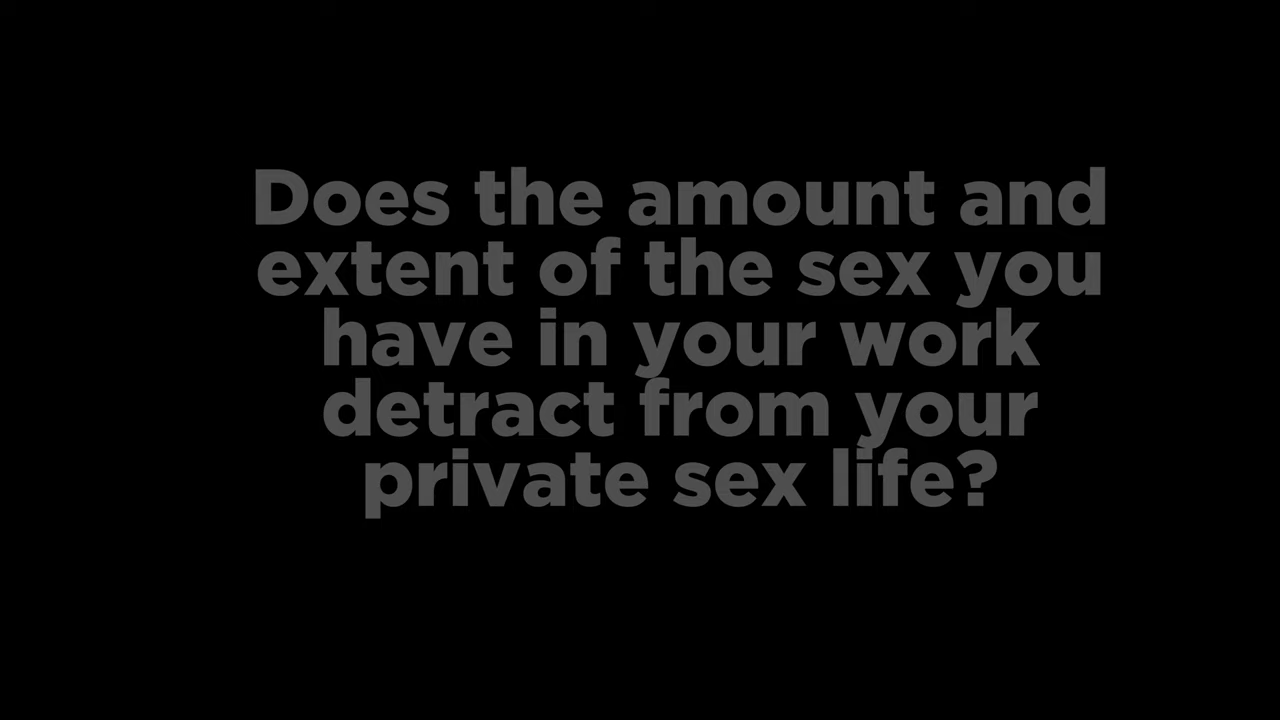 Does the amount and
extent of the sex you
have in your work
detract from your
private sex life?